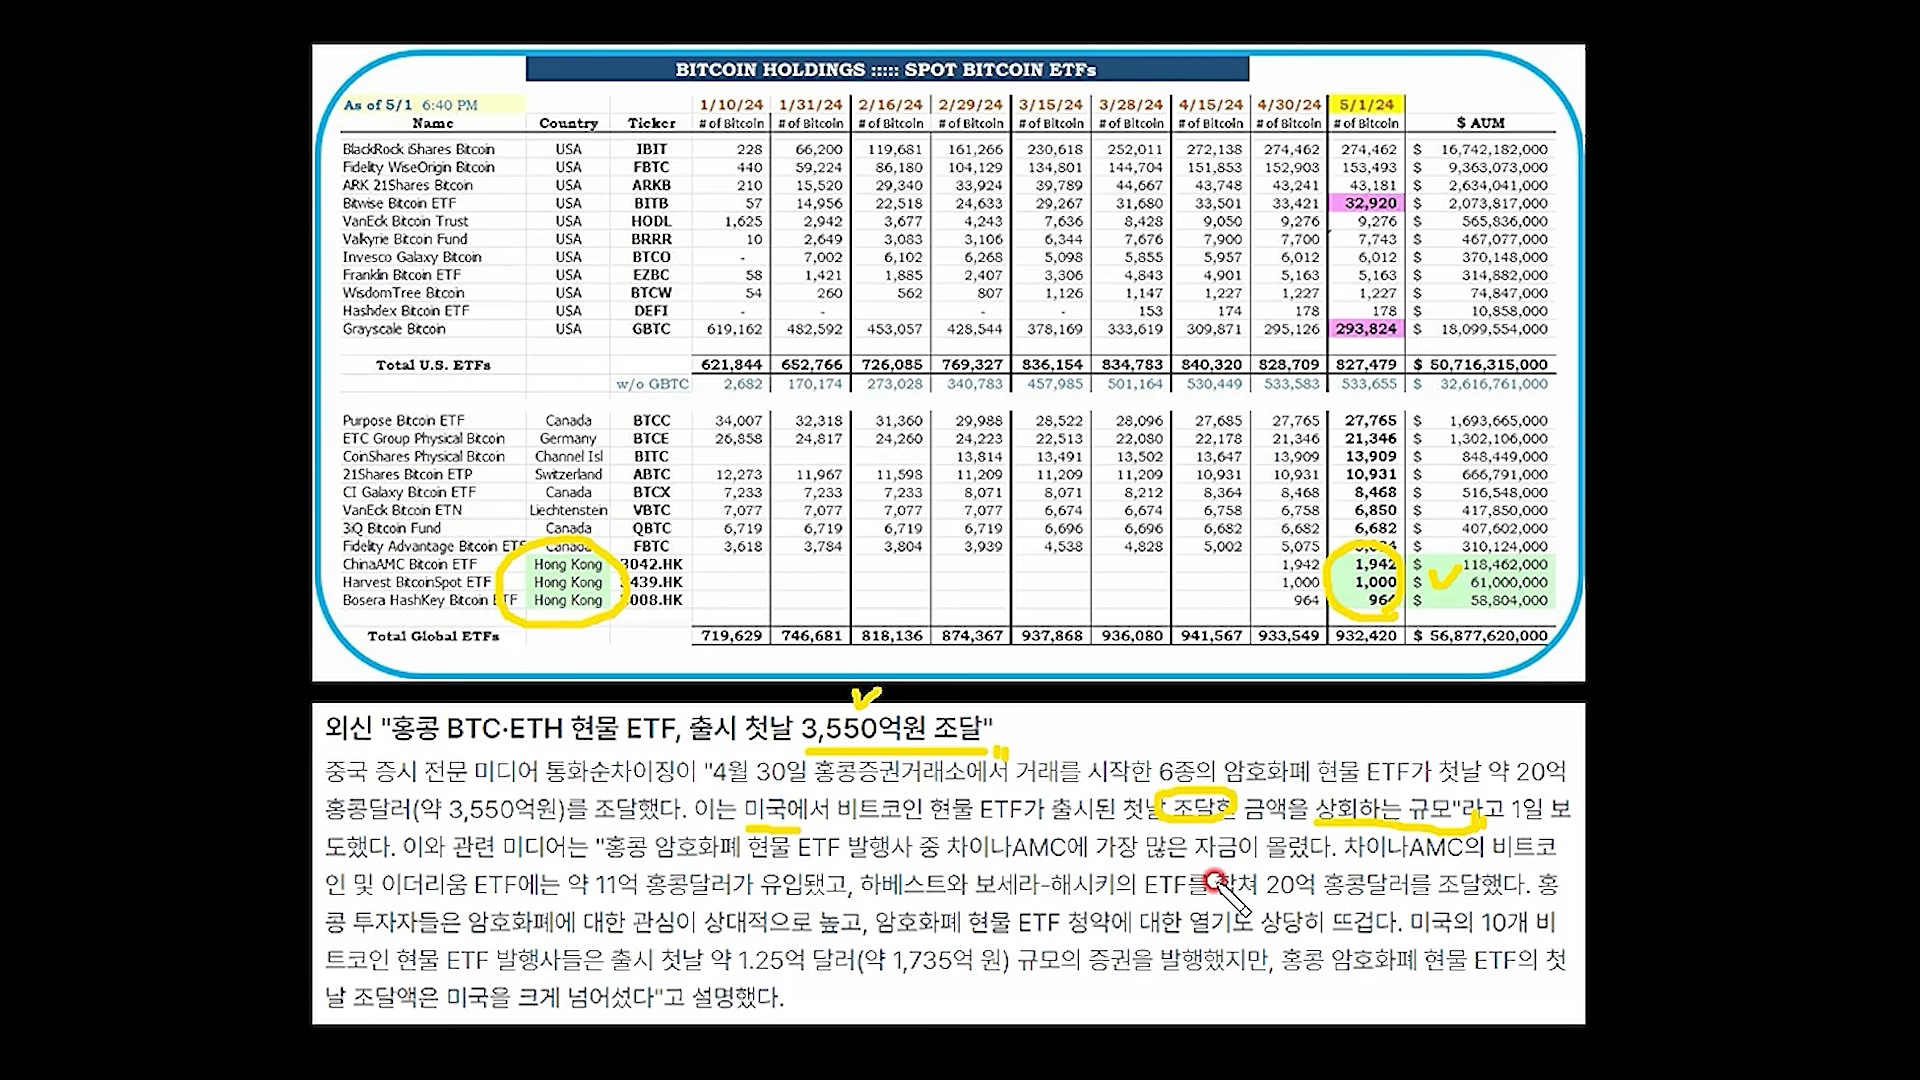 BITCOIN HOLDINGS ::::: SPOT BITCOIN ETFs
As of 5/1 6:40 PM 1/10/24 1/31/24 2/16/24 2/29/24 3/15/24 3/28/24 4/15/24 4/30/24 5/1/24
Name Country Ticker # of Bitcoin # of Bitcoin # of Bitcoin # of Bitcoin # of Bitcoin # of Bitcoin # of Bitcoin # of Bitcoin # of Bitcoin $ AUM
BlackRock iShares Bitcoin USA IBIT 228 66,200 119,681 161,266 230,618 252,011 272,138 274,462 274,462 $ 16,742,182,000
Fidelity WiseOrigin Bitcoin USA FBTC 440 59,224 86,180 104,129 134,801 144,704 151,853 152,903 153,493 $ 9,363,073,000
ARK 21Shares Bitcoin USA ARKB 210 15,520 29,340 33,924 39,789 44,667 43,748 43,241 43,181 $ 2,634,041,000
Bitwise Bitcoin ETF USA BITB 57 14,956 22,518 24,633 29,267 31,680 33,501 33,421 32,920 $ 2,073,817,000
VanEck Bitcoin Trust USA HODL 1,625 2,942 3,677 4,243 7,636 8,428 9,050 9,276 9,276 $ 565,836,000
Valkyrie Bitcoin Fund USA BRRR 10 2,649 3,083 3,106 6,344 7,676 7,900 7,700 7,743 $ 467,077,000
Invesco Galaxy Bitcoin USA BTCO - 7,002 6,102 6,268 5,098 5,855 5,957 6,012 6,012 $ 370,148,000
Franklin Bitcoin ETF USA EZBC 58 1,421 1,885 2,407 3,306 4,843 4,901 5,163 5,163 $ 314,882,000
WisdomTree Bitcoin USA BTCW 54 260 562 807 1,126 1,147 1,227 1,227 1,227 $ 74,847,000
Hashdex Bitcoin ETF USA DEFI - - - - 153 174 178 178 $ 10,858,000
Grayscale Bitcoin USA GBTC 619,162 482,592 453,057 428,544 378,169 333,619 309,871 295,126 293,824 $ 18,099,554,000
Total U.S. ETFs 621,844 652,766 726,085 769,327 836,154 834,783 840,320 828,709 827,479 $ 50,716,315,000
w/o GBTC 2,682 170,174 273,028 340,783 457,985 501,164 530,449 533,583 533,655 $ 32,616,761,000
Purpose Bitcoin ETF Canada BTCC 34,007 32,318 31,360 29,988 28,522 28,096 27,685 27,765 27,765 $ 1,693,665,000
ETC Group Physical Bitcoin Germany BTCE 26,858 24,817 24,260 24,223 22,513 22,080 22,178 21,346 21,346 $ 1,302,106,000
CoinShares Physical Bitcoin Channel Isl BITC 13,814 13,491 13,502 13,647 13,909 13,909 $ 848,449,000
21Shares Bitcoin ETP Switzerland ABTC 12,273 11,967 11,598 11,209 11,209 11,209 10,931 10,931 10,931 $ 666,791,000
CI Galaxy Bitcoin ETF Canada BTCX 7,233 7,233 7,233 8,071 8,071 8,212 8,364 8,468 8,468 $ 516,548,000
VanEck Bitcoin ETN Liechtenstein VBTC 7,077 7,077 7,077 7,077 6,674 6,674 6,758 6,758 6,850 $ 417,850,000
3iQ Bitcoin Fund Canada QBTC 6,719 6,719 6,719 6,719 6,696 6,696 6,682 6,682 6,682 $ 407,602,000
Fidelity Advantage Bitcoin ETF Canada FBTC 3,618 3,784 3,804 3,939 4,538 4,828 5,002 5,075 $ 310,124,000
ChinaAMC Bitcoin ETF Hong Kong 3042.HK 1,942 1,942 $ 118,462,000
Harvest BitcoinSpot ETF Hong Kong 3439.HK 1,000 1,000 $ 61,000,000
Bosera HashKey Bitcoin ETF Hong Kong 3008.HK 964 964 $ 58,804,000
Total Global ETFs 719,629 746,681 818,136 874,367 937,868 936,080 941,567 933,549 932,420 $ 56,877,620,000
외신 "홍콩 BTC·ETH 현물 ETF, 출시 첫날 3,550억원 조달"
중국 증시 전문 미디어 통화순차이징이 "4월 30일 홍콩증권거래소에서 거래를 시작한 6종의 암호화폐 현물 ETF가 첫날 약 20억
홍콩달러(약 3,550억원)를 조달했다. 이는 미국에서 비트코인 현물 ETF가 출시된 첫날 조달한 금액을 상회하는 규모"라고 1일 보
도했다. 이와 관련 미디어는 "홍콩 암호화폐 현물 ETF 발행사 중 차이나AMC에 가장 많은 자금이 몰렸다. 차이나AMC의 비트코
인 및 이더리움 ETF에는 약 11억 홍콩달러가 유입됐고, 하베스트와 보세라-해시키의 ETF를 합쳐 20억 홍콩달러를 조달했다. 홍
콩 투자자들은 암호화폐에 대한 관심이 상대적으로 높고, 암호화폐 현물 ETF 청약에 대한 열기도 상당히 뜨겁다. 미국의 10개 비
트코인 현물 ETF 발행사들은 출시 첫날 약 1.25억 달러(약 1,735억 원) 규모의 증권을 발행했지만, 홍콩 암호화폐 현물 ETF의 첫
날 조달액은 미국을 크게 넘어섰다"고 설명했다.